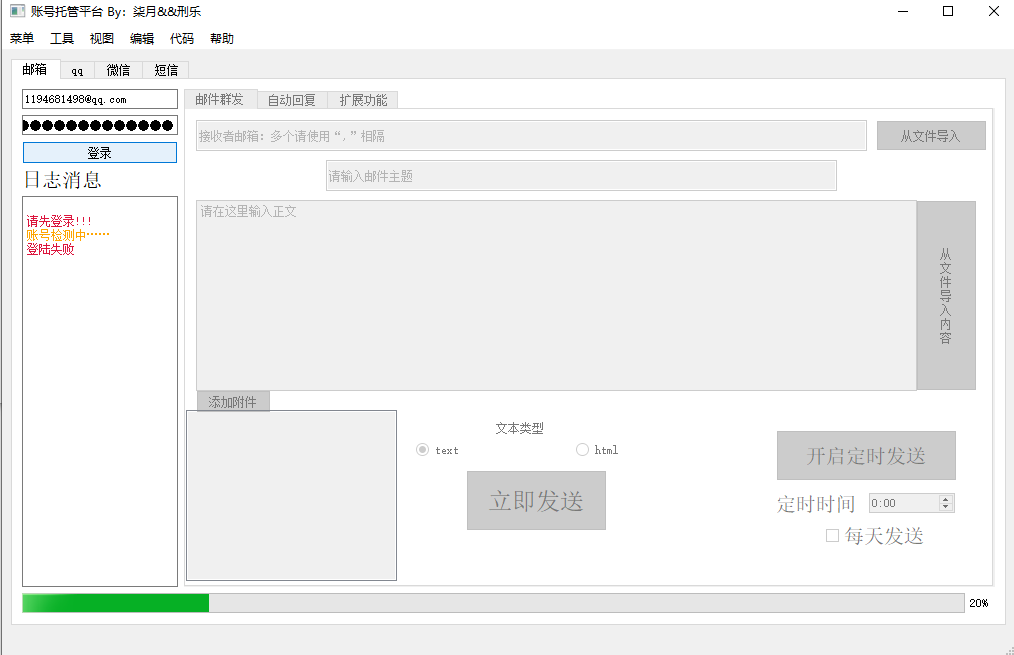 账号托管平台 By: 柒月&&刑乐
菜单 工具 视图 编辑 代码 帮助
邮箱 qq 微信 短信
1194681498@qq.com
登录
日志消息
请先登录!!!
账号检测中……
登陆失败
邮件群发 自动回复 扩展功能
接收者邮箱: 多个请使用“,”相隔
从文件导入
请输入邮件主题
请在这里输入正文
从文件导入内容
添加附件
文本类型
text html
立即发送
开启定时发送
定时时间 0:00
每天发送
20%